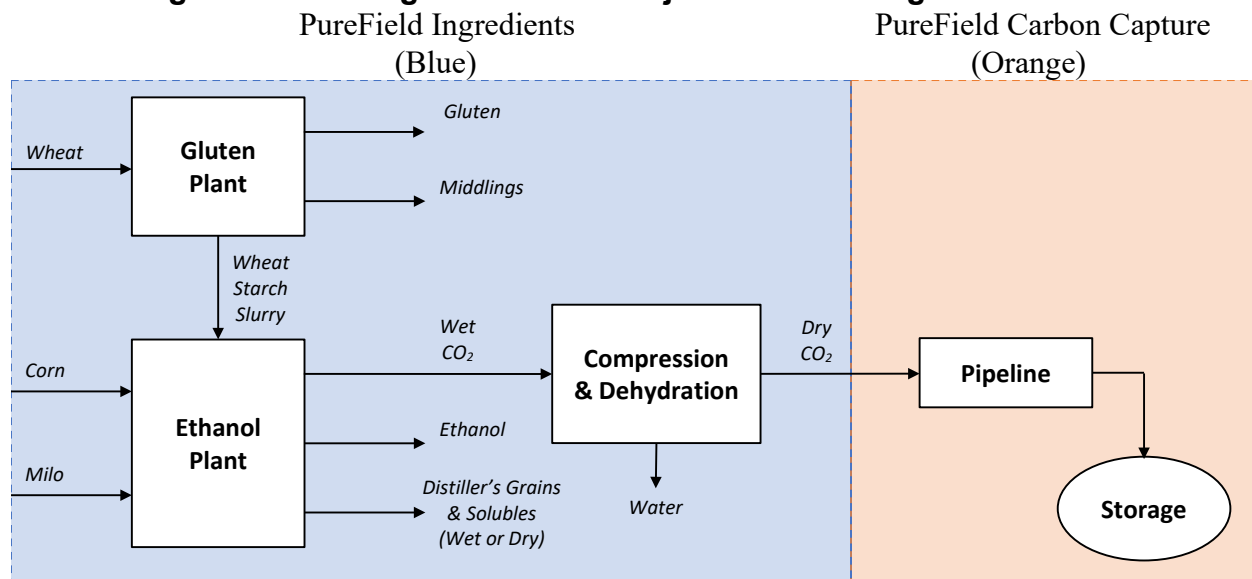 PureField Ingredients
(Blue)
PureField Carbon Capture
(Orange)
Wheat
Gluten
Plant
Gluten
Middlings
Wheat
Starch
Slurry
Corn
Milo
Ethanol
Plant
Wet
CO₂
Ethanol
Distiller’s Grains
& Solubles
(Wet or Dry)
Compression
& Dehydration
Water
Dry
CO₂
Pipeline
Storage